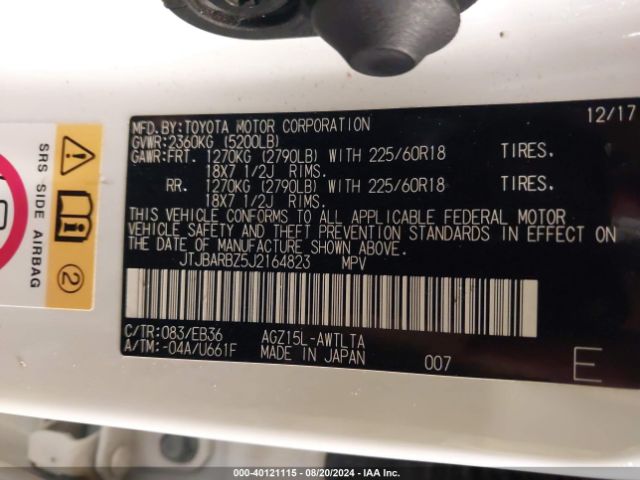 MFD.BY:TOYOTA MOTOR CORPORATION 12/17
GVWR:2360KG (5200LB)
GAWR:FRT. 1270KG (2790LB) WITH 225/60R18 TIRES.
18X7 1/2J RIMS.
RR. 1270KG (2790LB) WITH 225/60R18 TIRES.
18X7 1/2J RIMS.
THIS VEHICLE CONFORMS TO ALL APPLICABLE FEDERAL MOTOR
VEHICLE SAFETY AND THEFT PREVENTION STANDARDS IN EFFECT ON
THE DATE OF MANUFACTURE SHOWN ABOVE.
JTJBARBZ5J2164823 MPV
C/TR:083/EB36 AGZ15L-AWTLTA
A/TM:-04A/U661F MADE IN JAPAN 007 E
SRS SIDE AIRBAG
2
000-40121115 - 08/20/2024 - IAAI.com